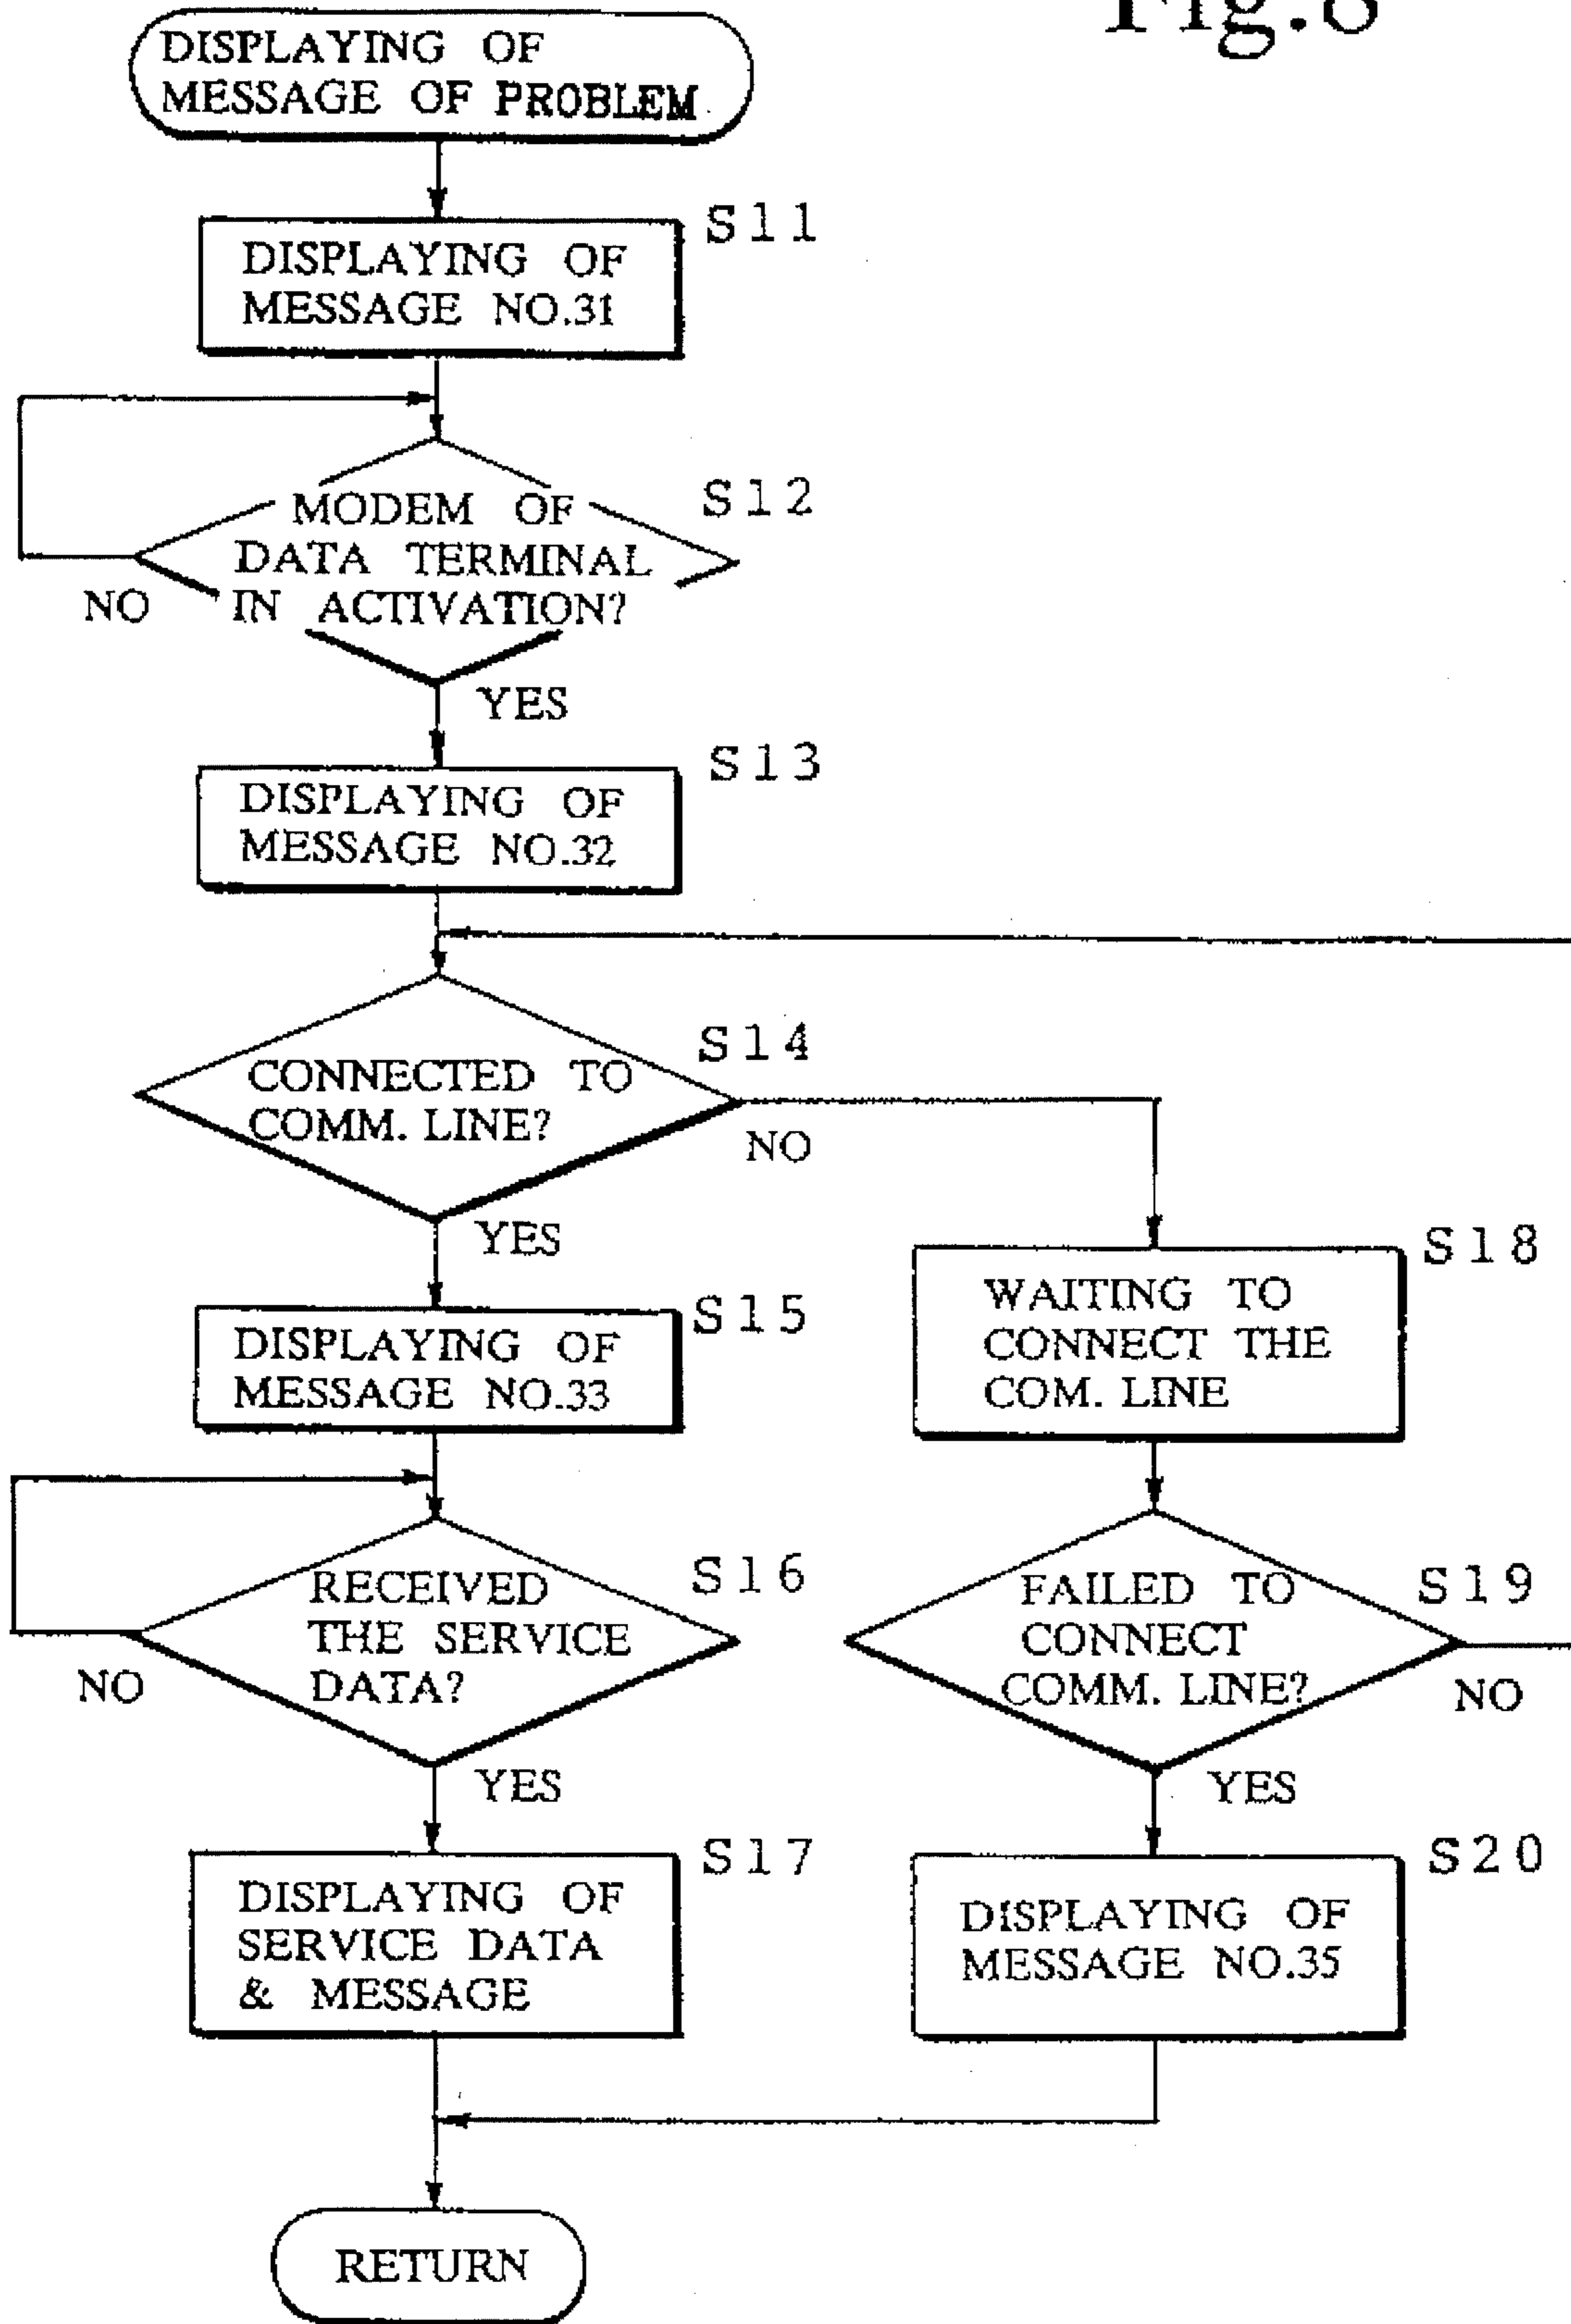 Fig.8
DISPLAYING OF
MESSAGE OF PROBLEM
S11
DISPLAYING OF
MESSAGE NO.31
S12
MODEM OF
DATA TERMINAL
IN ACTIVATION?
NO
YES
S13
DISPLAYING OF
MESSAGE NO.32
S14
CONNECTED TO
COMM. LINE?
NO
YES
S15
DISPLAYING OF
MESSAGE NO.33
S16
RECEIVED
THE SERVICE
DATA?
NO
YES
S17
DISPLAYING OF
SERVICE DATA
& MESSAGE
S18
WAITING TO
CONNECT THE
COM. LINE
S19
FAILED TO
CONNECT
COMM. LINE?
NO
YES
S20
DISPLAYING OF
MESSAGE NO.35
RETURN